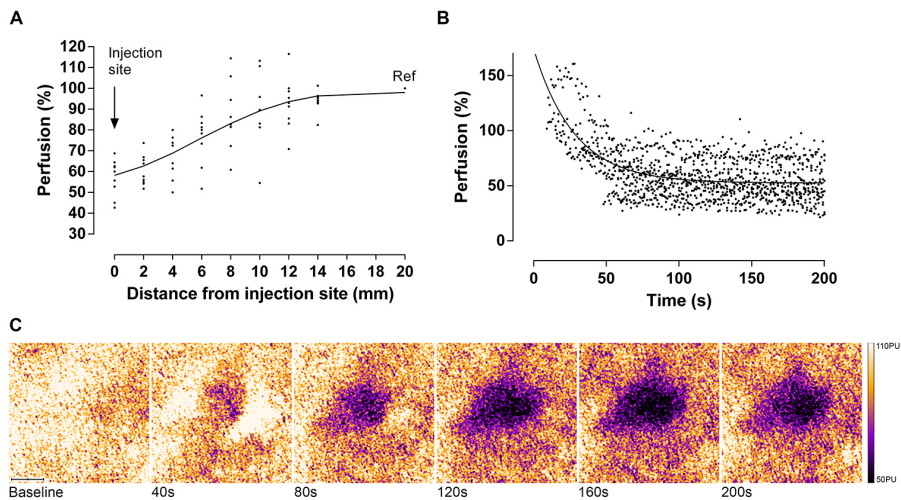 A
Perfusion (%)
120
110
100
90
80
70
60
50
40
30
Injection
site
Ref
0 2 4 6 8 10 12 14 20
Distance from injection site (mm)
B
Perfusion (%)
150
100
50
0
0 50 100 150 200
Time (s)
C
110PU
50PU
Baseline 40s 80s 120s 160s 200s